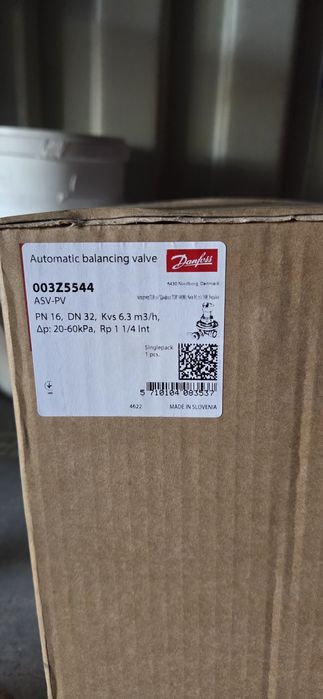 Automatic balancing valve
Danfoss
6430 Nordborg, Denmark
003Z5544
ASV-PV
PN 16, DN 32, Kvs 6.3 m3/h,
Δp: 20-60kPa, Rp 1 1/4 Int
Singlepack
1 pcs.
5 710104 083537
4622
MADE IN SLOVENIA